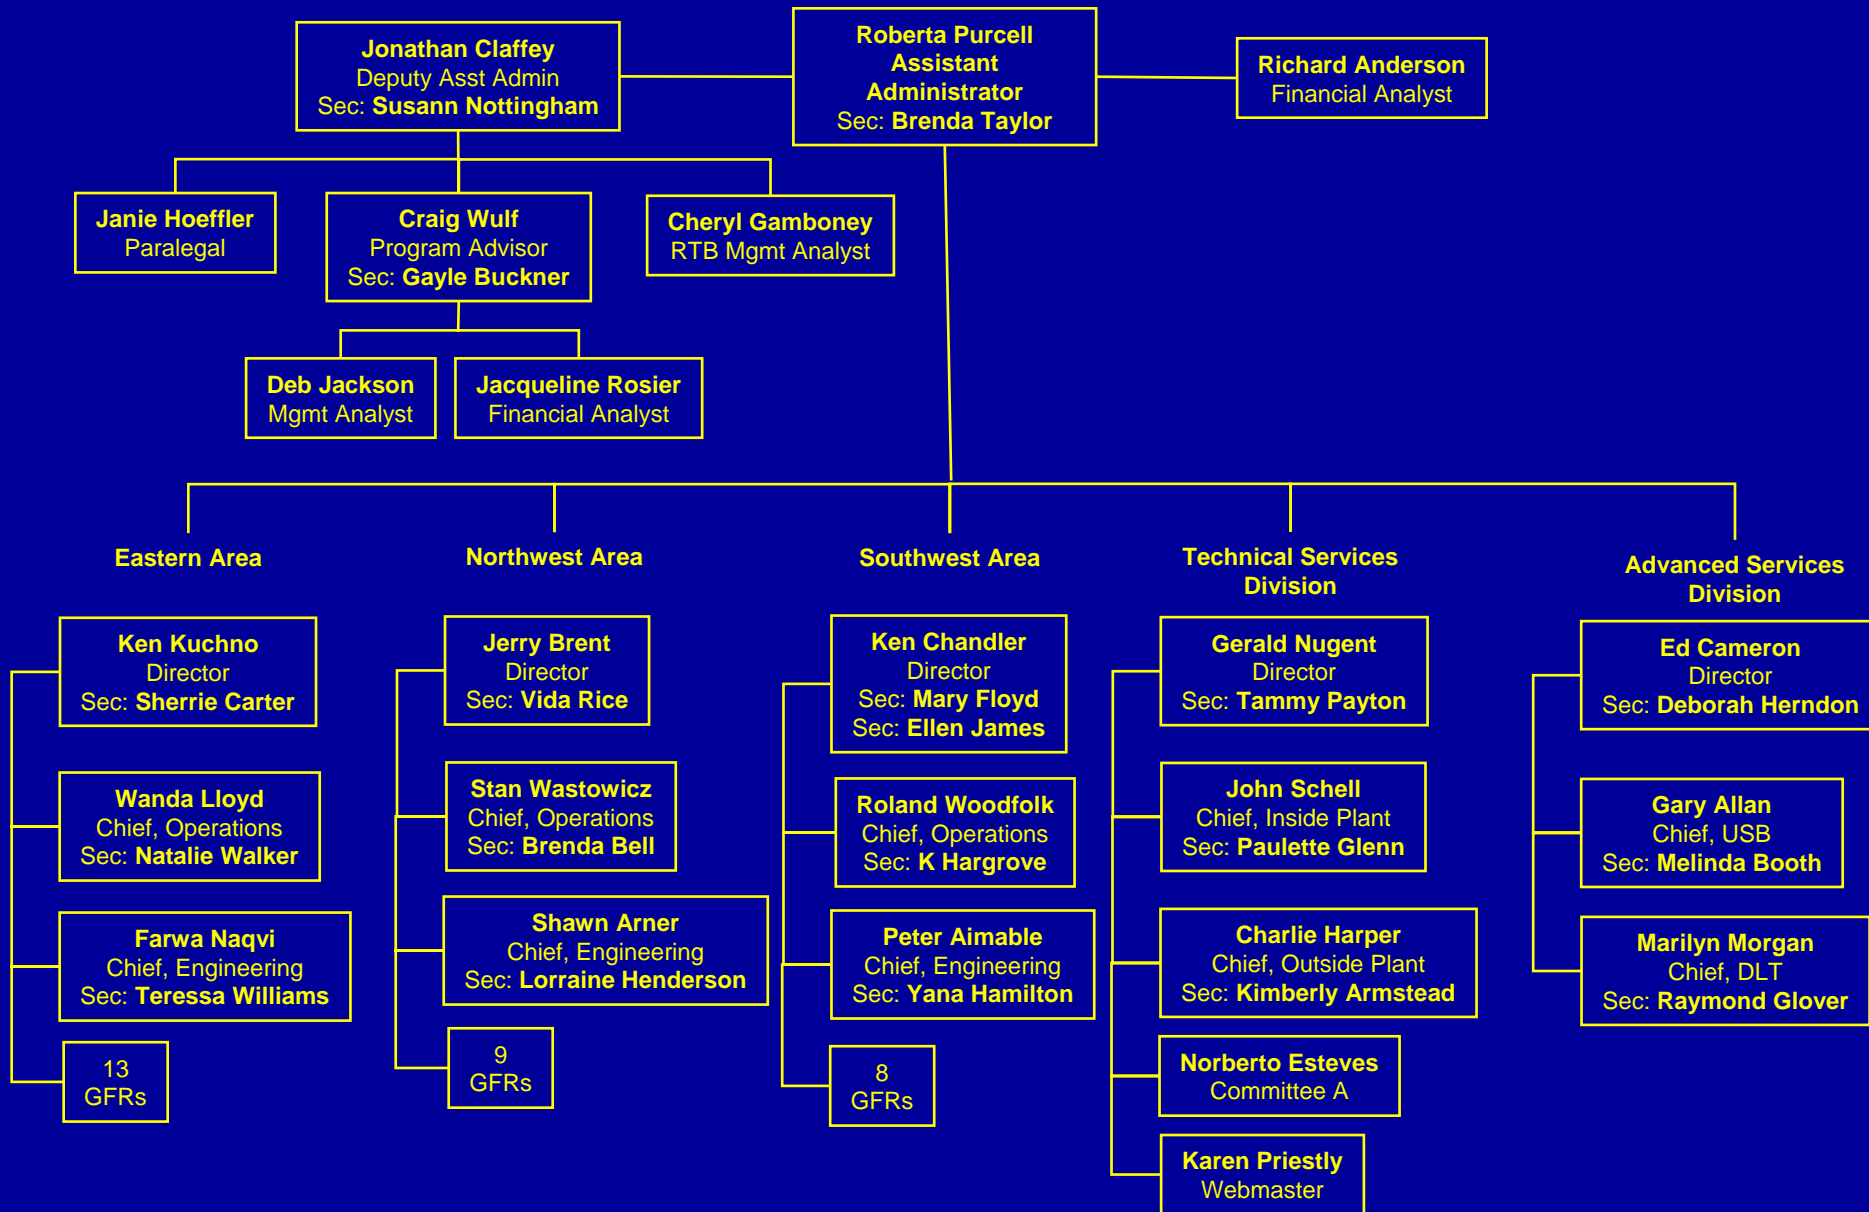 Jonathan Claffey
Deputy Asst Admin
Sec: Susann Nottingham
Roberta Purcell
Assistant
Administrator
Sec: Brenda Taylor
Richard Anderson
Financial Analyst
Janie Hoeffler
Paralegal
Craig Wulf
Program Advisor
Sec: Gayle Buckner
Cheryl Gamboney
RTB Mgmt Analyst
Deb Jackson
Mgmt Analyst
Jacqueline Rosier
Financial Analyst
Eastern Area
Ken Kuchno
Director
Sec: Sherrie Carter
Wanda Lloyd
Chief, Operations
Sec: Natalie Walker
Farwa Naqvi
Chief, Engineering
Sec: Teressa Williams
13
GFRs
Northwest Area
Jerry Brent
Director
Sec: Vida Rice
Stan Wastowicz
Chief, Operations
Sec: Brenda Bell
Shawn Arner
Chief, Engineering
Sec: Lorraine Henderson
9
GFRs
Southwest Area
Ken Chandler
Director
Sec: Mary Floyd
Sec: Ellen James
Roland Woodfolk
Chief, Operations
Sec: K Hargrove
Peter Aimable
Chief, Engineering
Sec: Yana Hamilton
8
GFRs
Technical Services
Division
Gerald Nugent
Director
Sec: Tammy Payton
John Schell
Chief, Inside Plant
Sec: Paulette Glenn
Charlie Harper
Chief, Outside Plant
Sec: Kimberly Armstead
Norberto Esteves
Committee A
Karen Priestly
Webmaster
Advanced Services
Division
Ed Cameron
Director
Sec: Deborah Herndon
Gary Allan
Chief, USB
Sec: Melinda Booth
Marilyn Morgan
Chief, DLT
Sec: Raymond Glover